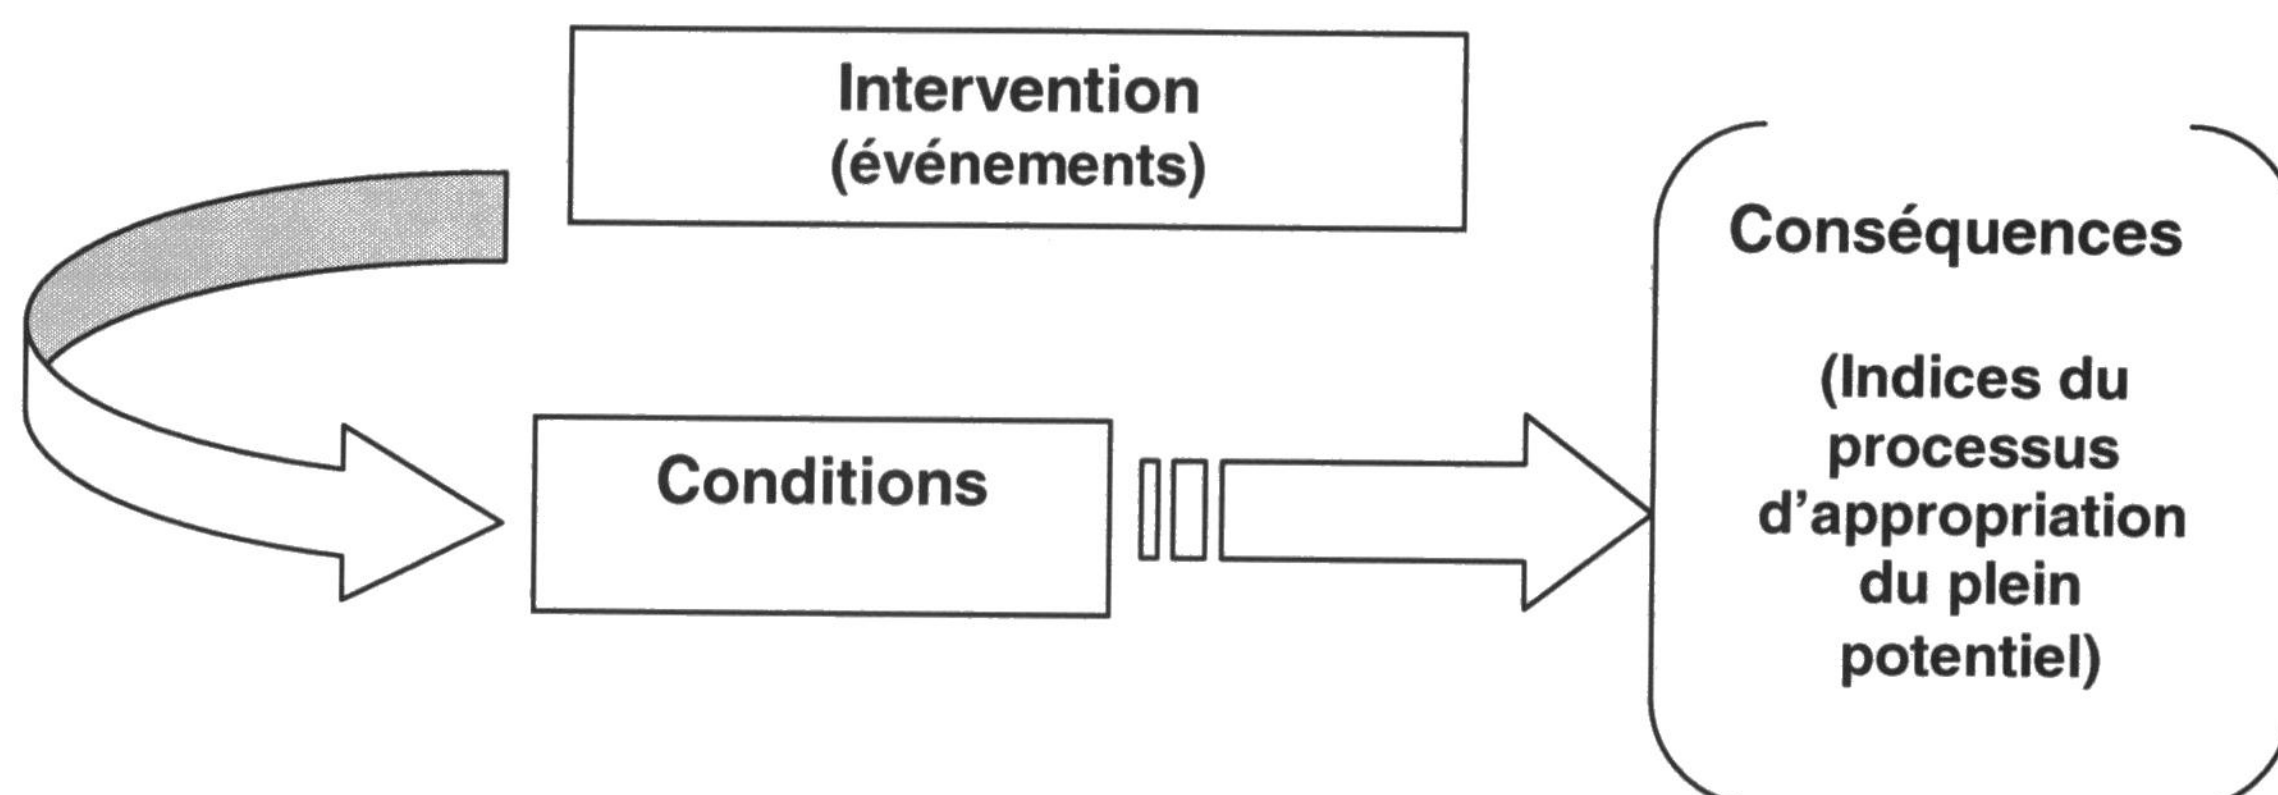 Intervention
(événements)
Conditions
Conséquences
(Indices du
processus
d'appropriation
du plein
potentiel)